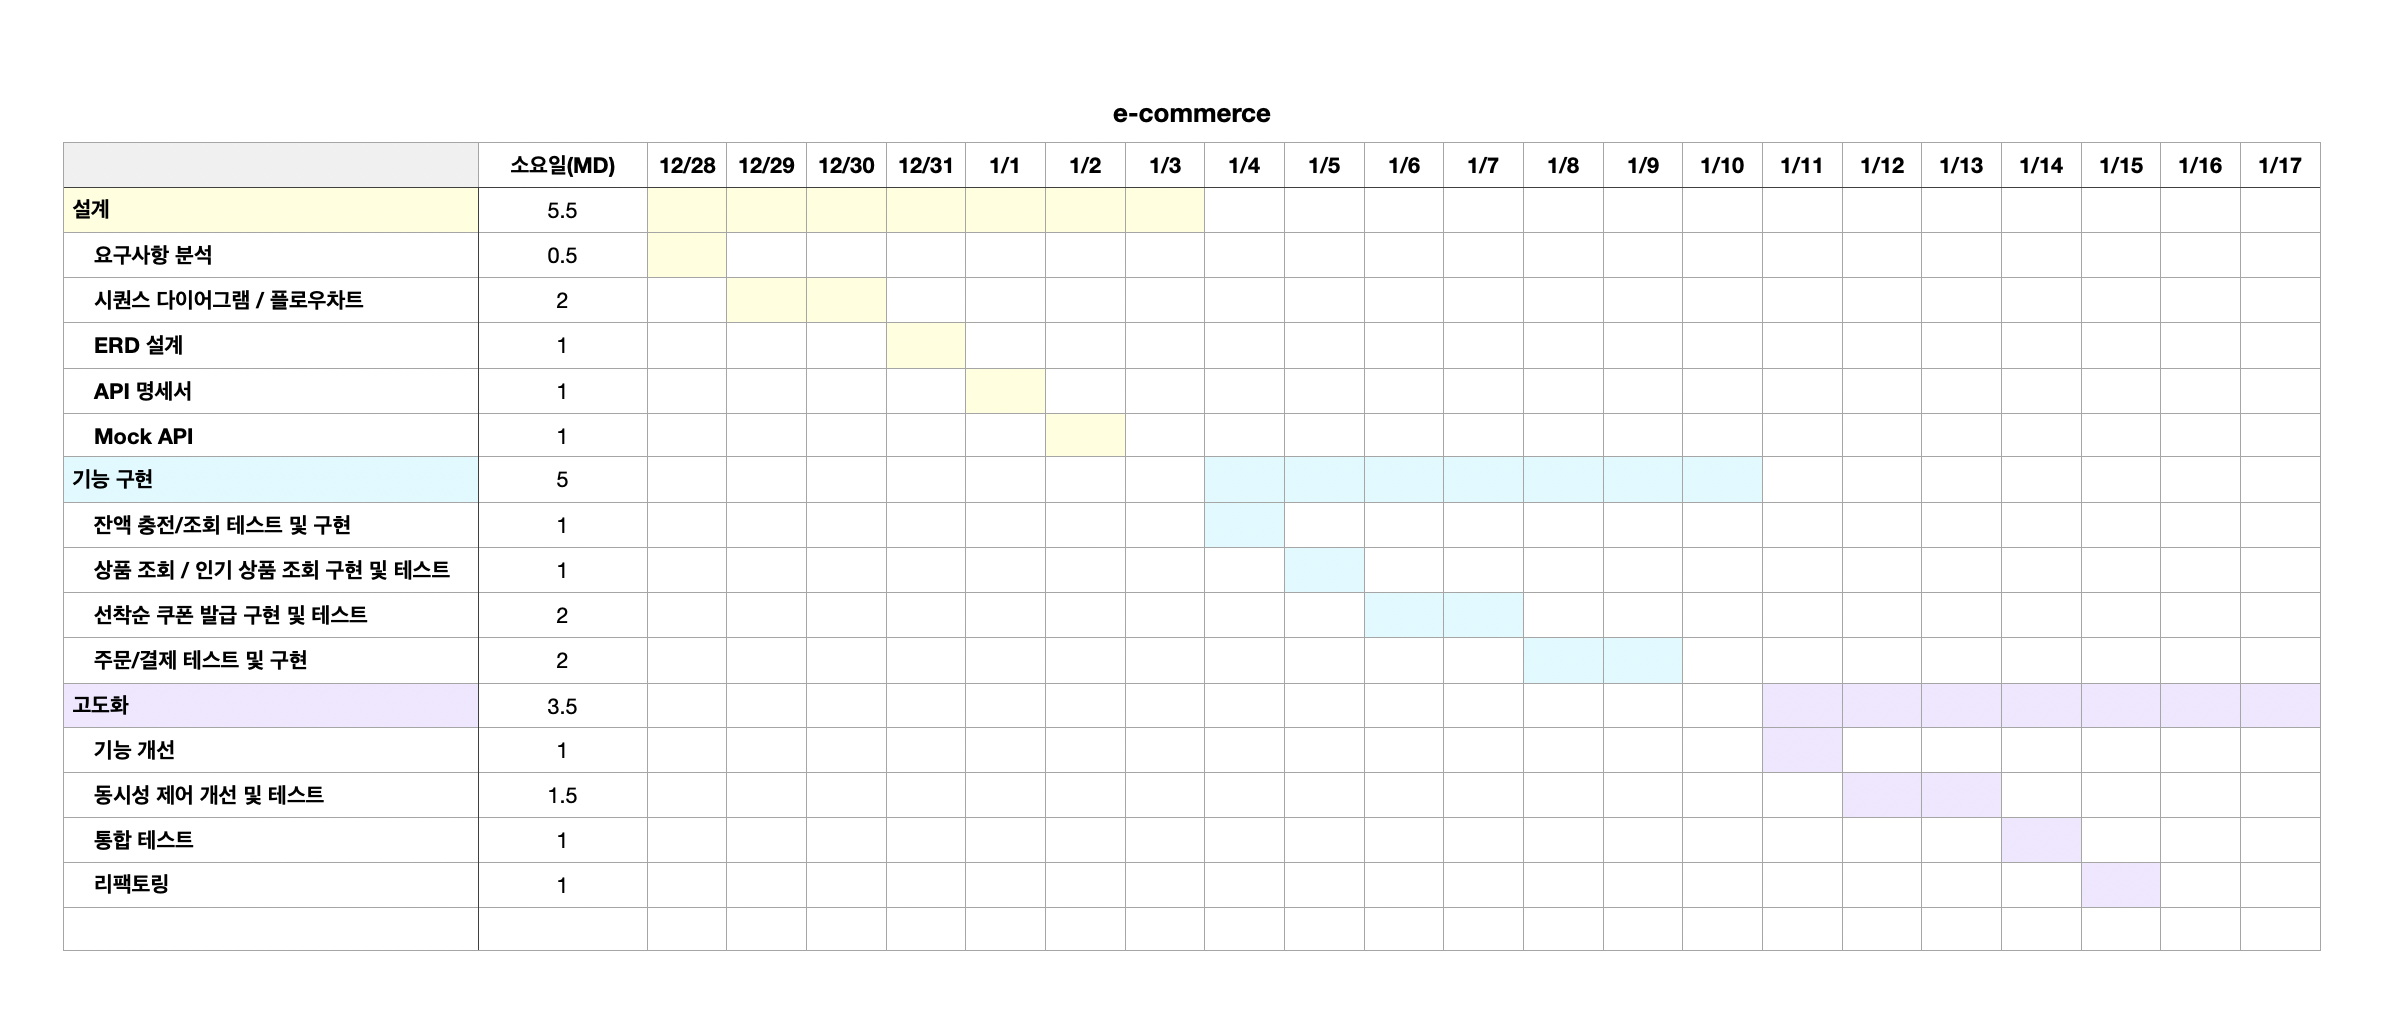 e-commerce
소요일(MD) 12/28 12/29 12/30 12/31 1/1 1/2 1/3 1/4 1/5 1/6 1/7 1/8 1/9 1/10 1/11 1/12 1/13 1/14 1/15 1/16 1/17
설계 5.5
요구사항 분석 0.5
시퀀스 다이어그램 / 플로우차트 2
ERD 설계 1
API 명세서 1
Mock API 1
기능 구현 5
잔액 충전/조회 테스트 및 구현 1
상품 조회 / 인기 상품 조회 구현 및 테스트 1
선착순 쿠폰 발급 구현 및 테스트 2
주문/결제 테스트 및 구현 2
고도화 3.5
기능 개선 1
동시성 제어 개선 및 테스트 1.5
통합 테스트 1
리팩토링 1